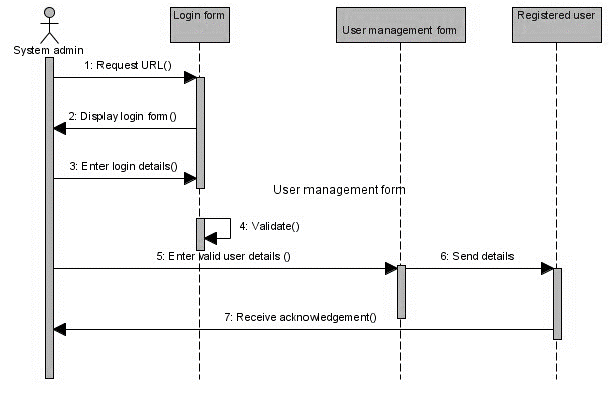 Login form
User management form
Registered user
System admin
1: Request URL()
2: Display login form()
3: Enter login details()
User management form
4: Validate()
5: Enter valid user details ()
6: Send details
7: Receive acknowledgement()